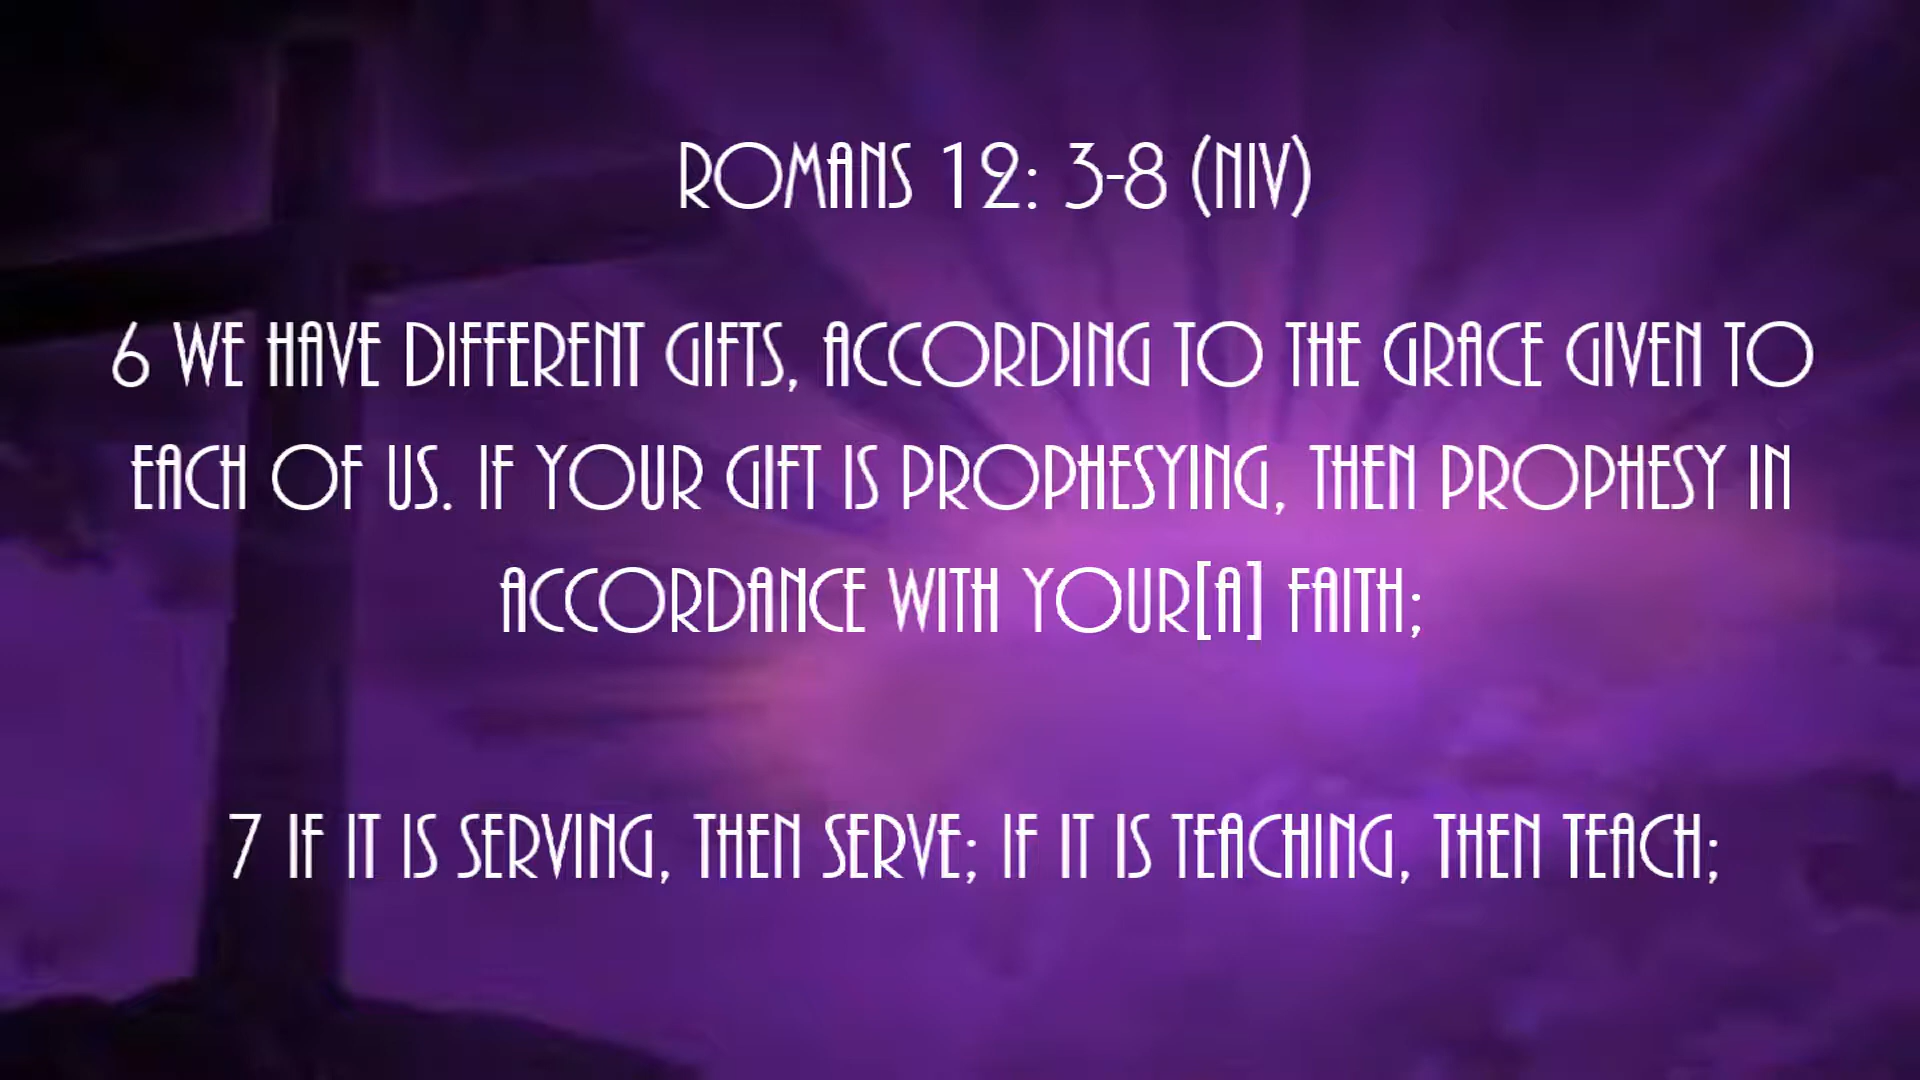 ROMANS 12: 3-8 (NIV)
6 WE HAVE DIFFERENT GIFTS, ACCORDING TO THE GRACE GIVEN TO
EACH OF US. IF YOUR GIFT IS PROPHESYING, THEN PROPHESY IN
ACCORDANCE WITH YOUR[A] FAITH;
7 IF IT IS SERVING, THEN SERVE; IF IT IS TEACHING, THEN TEACH;